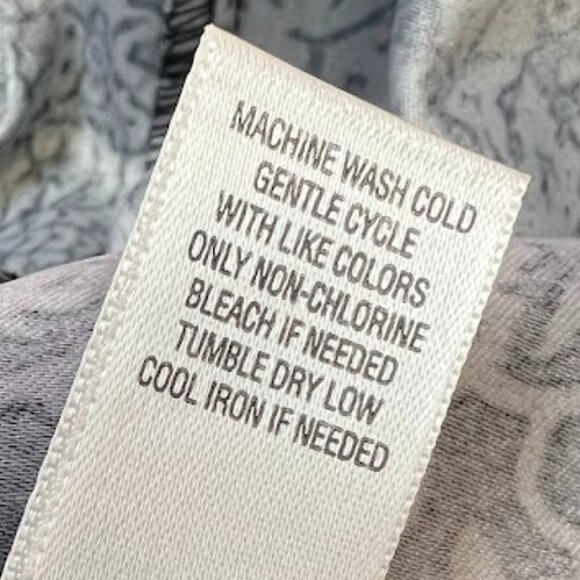 MACHINE WASH COLD
GENTLE CYCLE
WITH LIKE COLORS
ONLY NON-CHLORINE
BLEACH IF NEEDED
TUMBLE DRY LOW
COOL IRON IF NEEDED